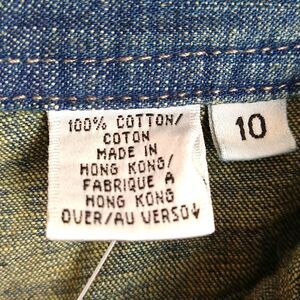 100% COTTON/
COTON
MADE IN
HONG KONG/
FABRIQUE A
HONG KONG
OVER/AU VERSO↓
10